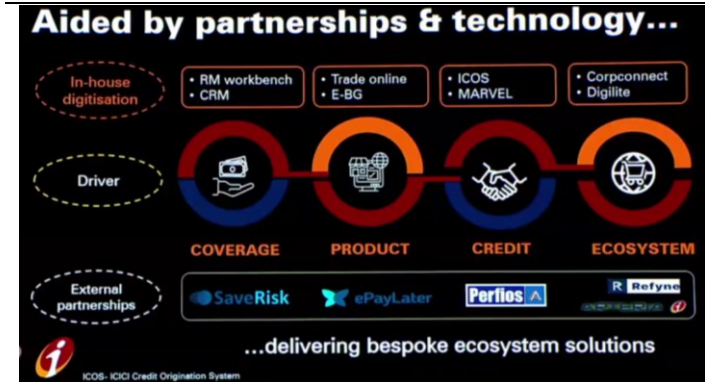 Aided by partnerships & technology...
In-house
digitisation
• RM workbench
• CRM
• Trade online
• E-BG
• ICOS
• MARVEL
• Corpconnect
• Digilite
Driver
COVERAGE
PRODUCT
CREDIT
ECOSYSTEM
External
partnerships
SaveRisk
ePayLater
Perfios
R Refyne
...delivering bespoke ecosystem solutions
ICOS- ICICI Credit Origination System